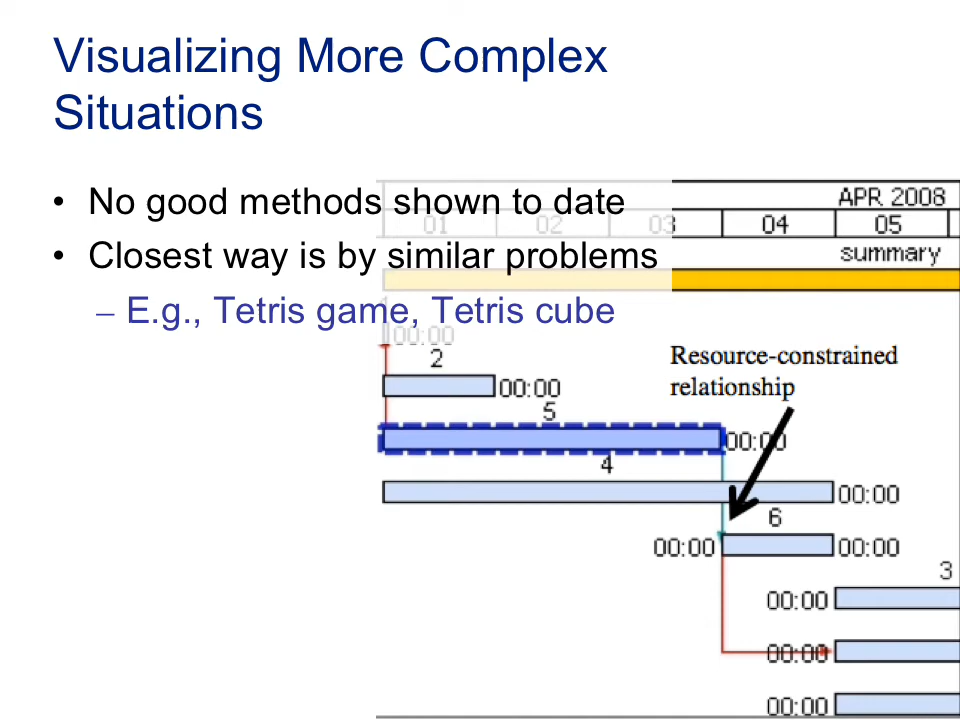 Visualizing More Complex
Situations
• No good methods shown to date
• Closest way is by similar problems
– E.g., Tetris game, Tetris cube
APR 2008
01 02 03 04 05
summary
00:00
2
00:00
Resource-constrained
relationship
5
00:00
4
00:00
6
00:00 00:00
3
00:00
00:00
00:00